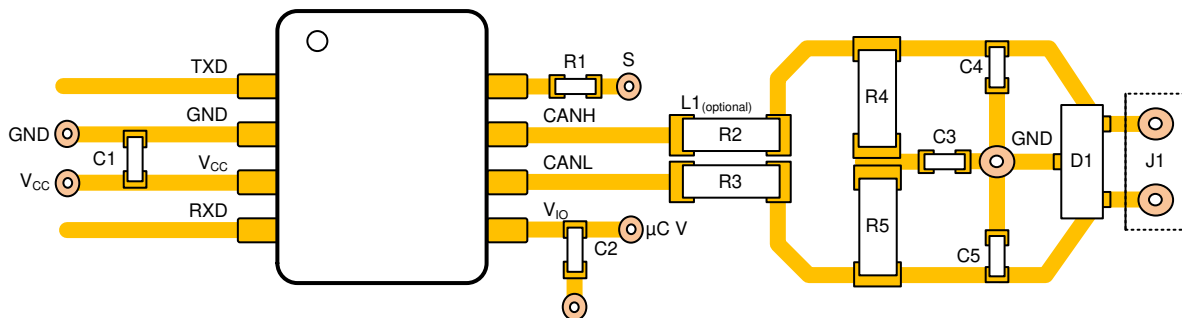 TXD
R1
S
C4
GND
CANH
L1(optional)
R4
GND
C1
R2
C3
GND
J1
VCC
VCC
CANL
R3
D1
RXD
VIO
µC V
R5
C2
C5